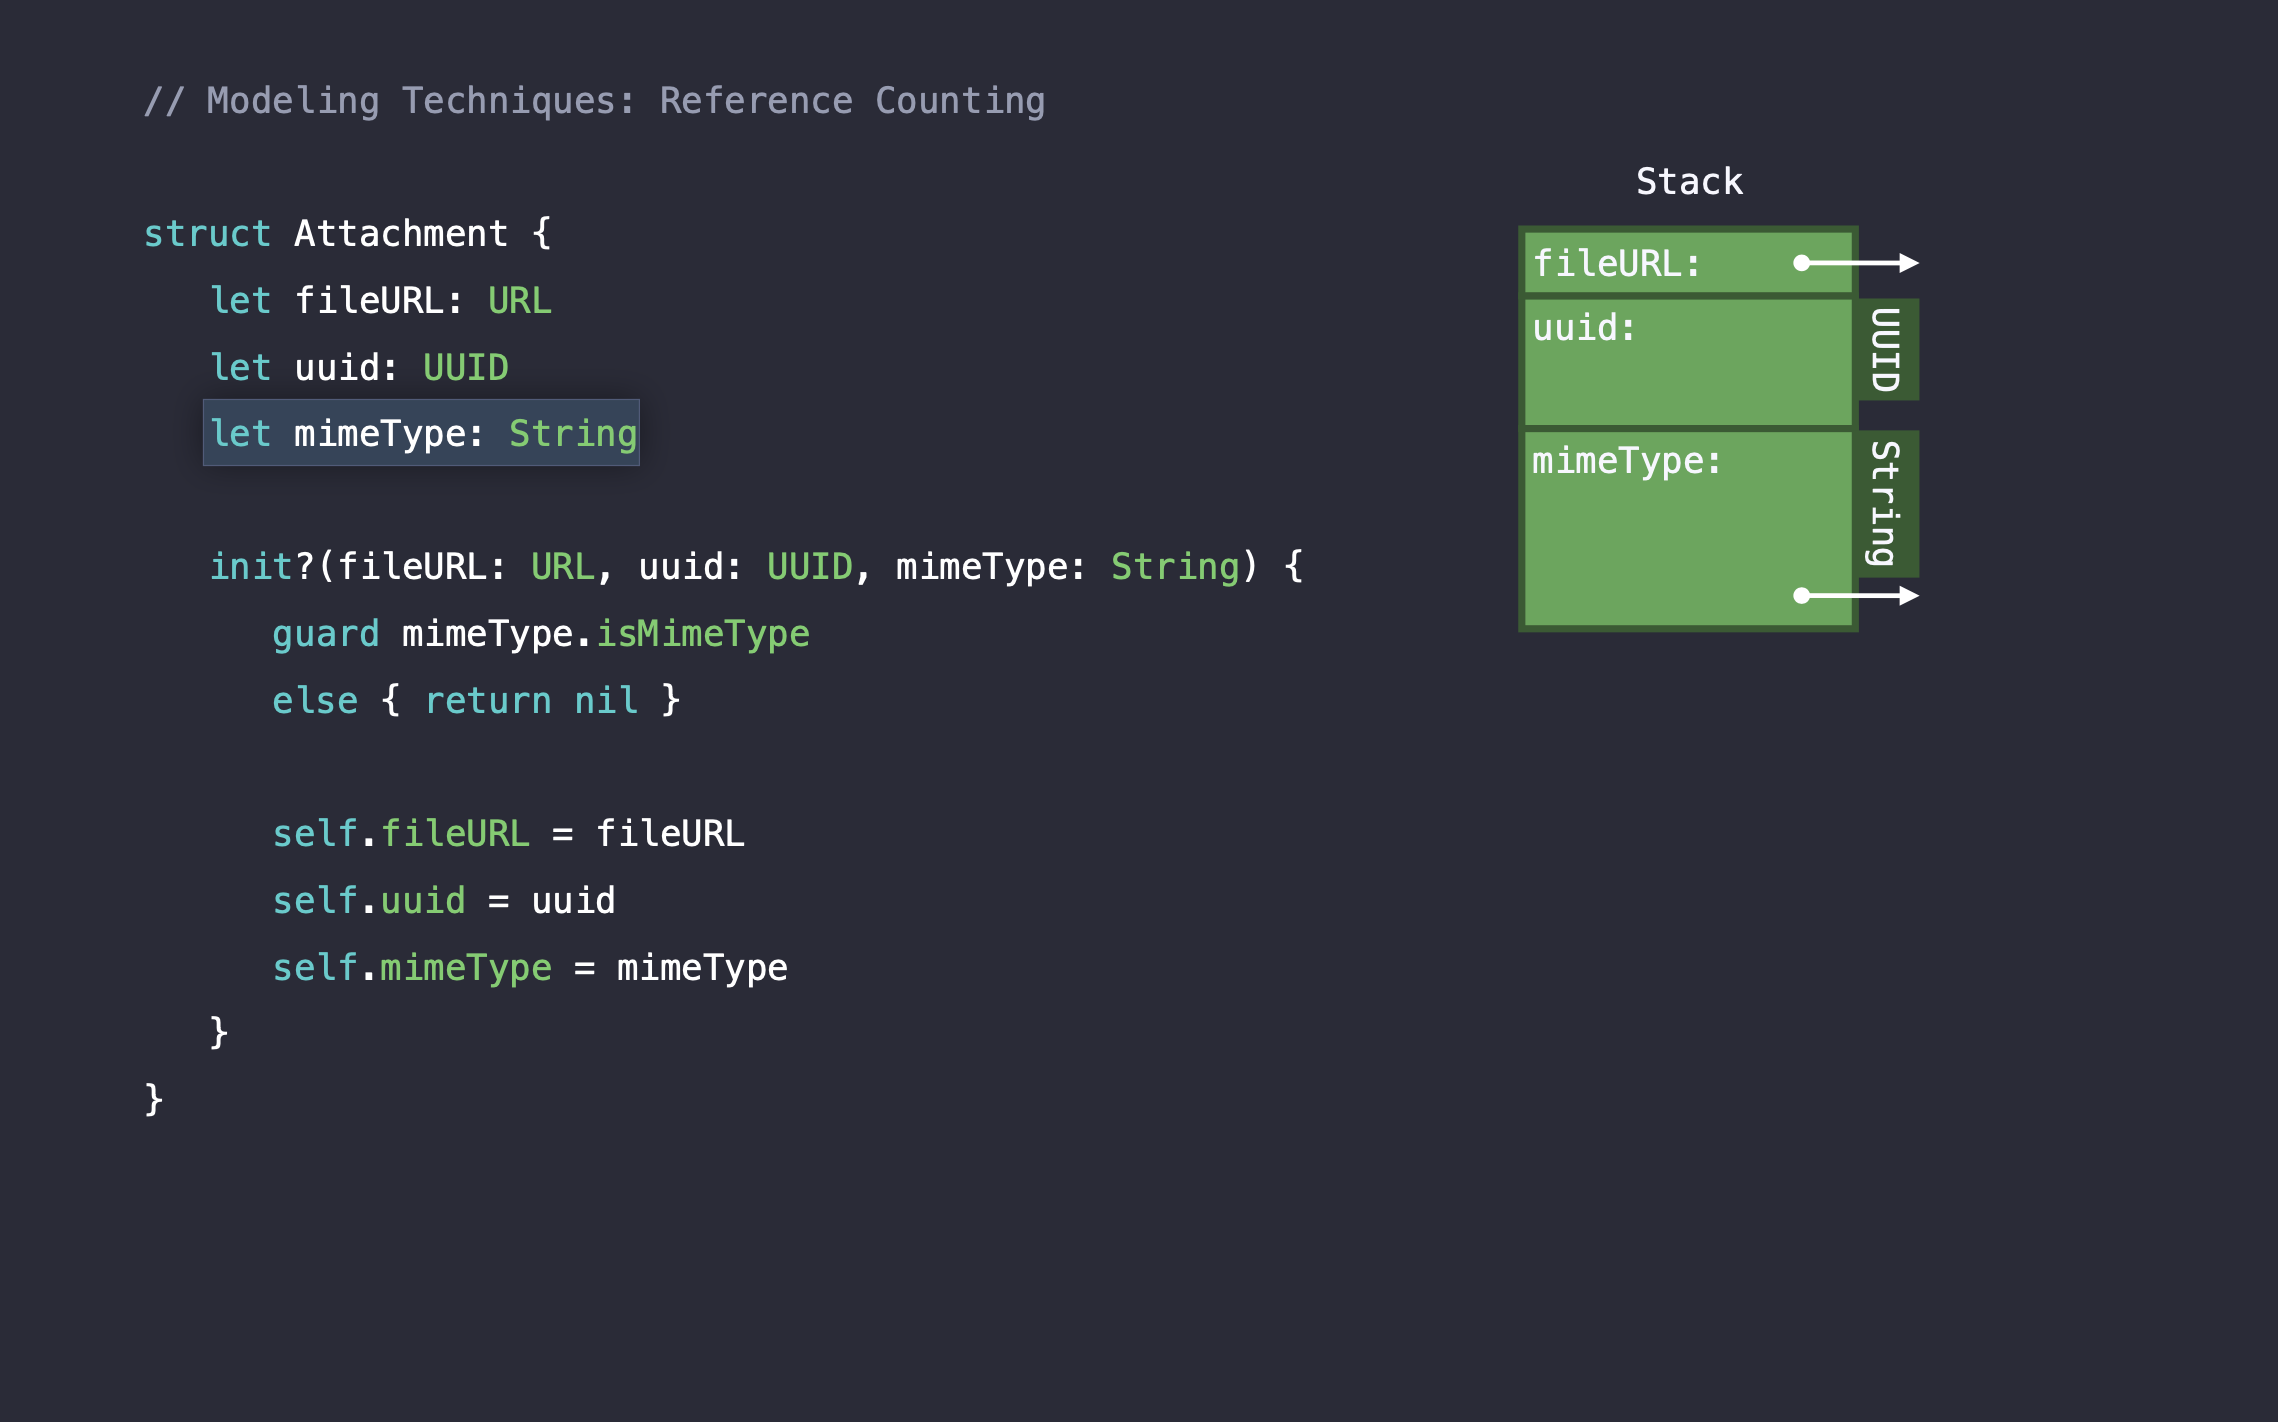 // Modeling Techniques: Reference Counting
struct Attachment {
let fileURL: URL
let uuid: UUID
let mimeType: String
init?(fileURL: URL, uuid: UUID, mimeType: String) {
guard mimeType.isMimeType
else { return nil }
self.fileURL = fileURL
self.uuid = uuid
self.mimeType = mimeType
}
}
Stack
fileURL:
uuid:
UUID
mimeType:
String